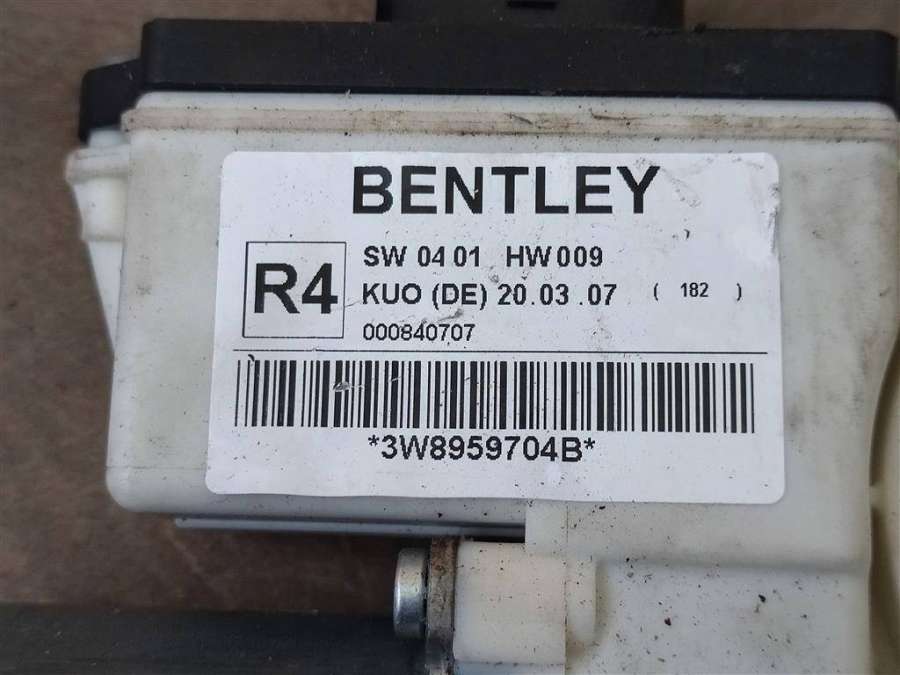 BENTLEY
R4
SW 04 01 HW 009
KUO (DE) 20.03.07 ( 182 )
000840707
*3W8959704B*